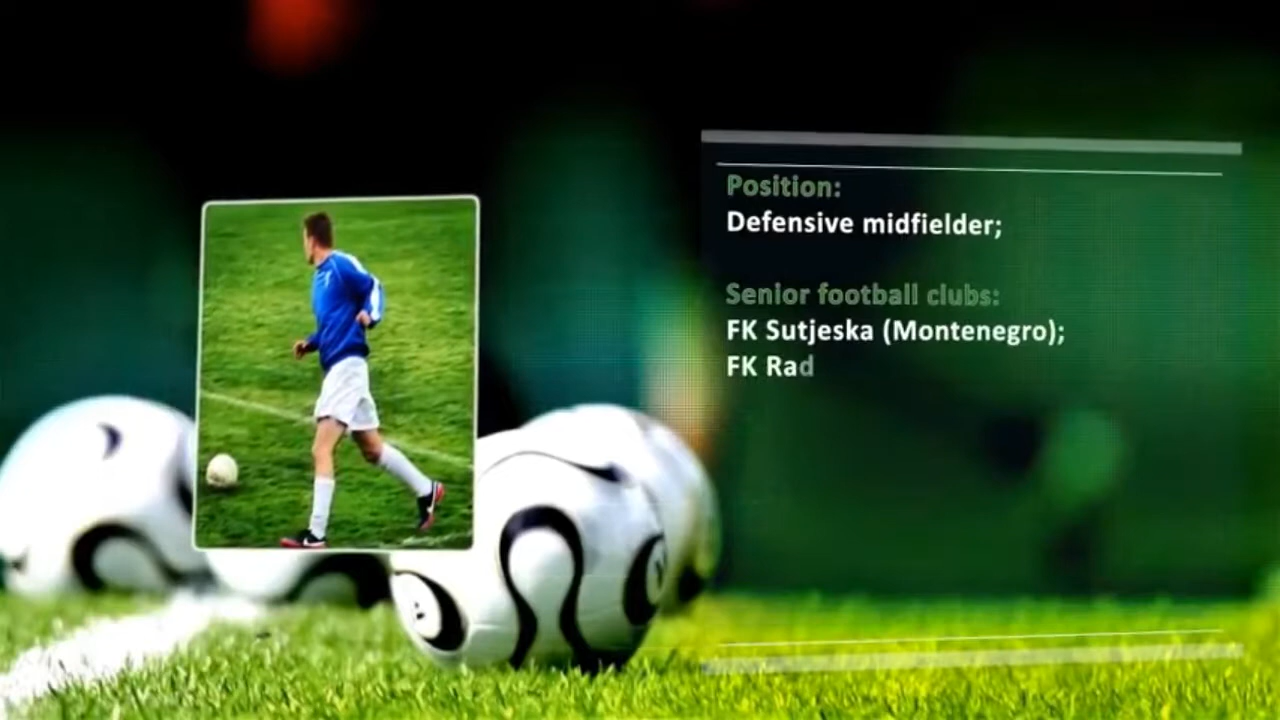 Position:
Defensive midfielder;
Senior football clubs:
FK Sutjeska (Montenegro);
FK Rad